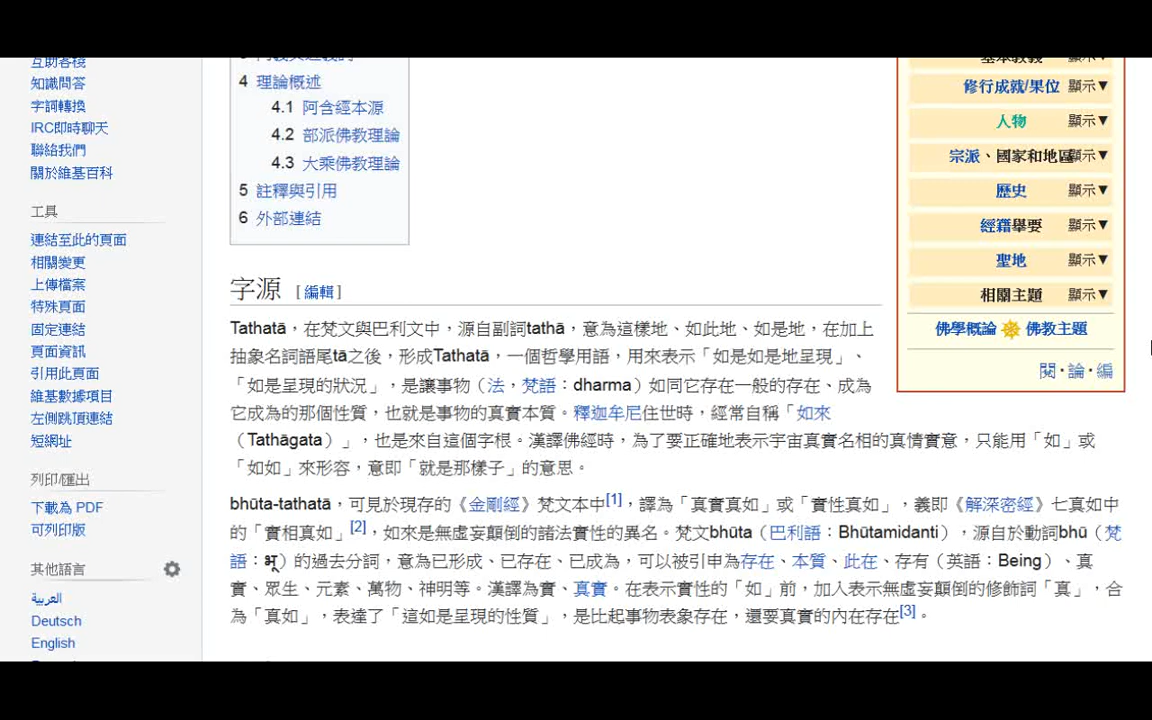 互助客棧
知識問答
字詞轉換
IRC即時聊天
聯絡我們
關於維基百科
工具
連結至此的頁面
相關變更
上傳檔案
特殊頁面
固定連結
頁面資訊
引用此頁面
維基數據項目
左側跳頂連結
短網址
列印/匯出
下載為 PDF
可列印版
其他語言
العربية
Deutsch
English
4 理論概述
4.1 阿含經本源
4.2 部派佛教理論
4.3 大乘佛教理論
5 註釋與引用
6 外部連結
字源 [編輯]
Tathatā，在梵文與巴利文中，源自副詞tathā，意為這樣地、如此地、如是地，在加上
抽象名詞語尾tā之後，形成Tathatā，一個哲學用語，用來表示「如是如是地呈現」、
「如是呈現的狀況」，是讓事物（法，梵語：dharma）如同它存在一般的存在、成為
它成為的那個性質，也就是事物的真實本質。釋迦牟尼住世時，經常自稱「如來
（Tathāgata）」，也是來自這個字根。漢譯佛經時，為了要正確地表示宇宙真實名相的真情實意，只能用「如」或
「如如」來形容，意即「就是那樣子」的意思。
bhūta-tathatā，可見於現存的《金剛經》梵文本中[1]，譯為「真實真如」或「實性真如」，義即《解深密經》七真如中
的「實相真如」[2]，如來是無虛妄顛倒的諸法實性的異名。梵文bhūta（巴利語：Bhūtamidanti），源自於動詞bhū（梵
語：भू）的過去分詞，意為已形成、已存在、已成為，可以被引申為存在、本質、此在、存有（英語：Being）、真
實、眾生、元素、萬物、神明等。漢譯為實、真實。在表示實性的「如」前，加入表示無虛妄顛倒的修飾詞「真」，合
為「真如」，表達了「這如是呈現的性質」，是比起事物表象存在，還要真實的內在存在[3]。
基本教義 顯示▼
修行成就/果位 顯示▼
人物 顯示▼
宗派、國家和地區 顯示▼
歷史 顯示▼
經籍舉要 顯示▼
聖地 顯示▼
相關主題 顯示▼
佛學概論 佛教主題
閱·論·編